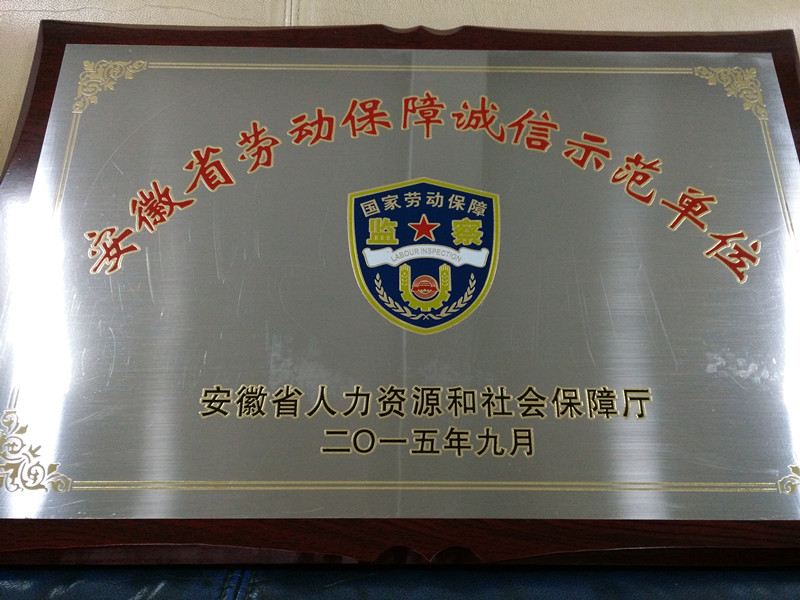 安徽省劳动保障诚信示范单位
国家劳动保障
监察
LABOUR INSPECTION
安徽省人力资源和社会保障厅
二〇一五年九月